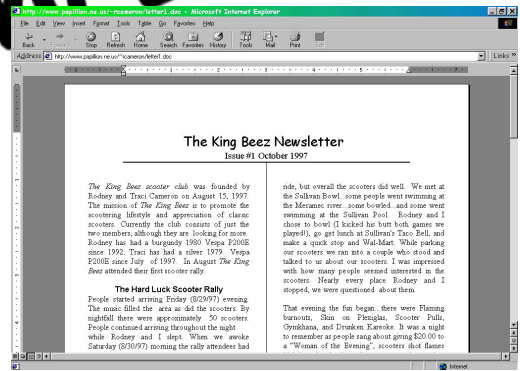 http://www.papillion.ne.us/~rcameron/letter1.doc - Microsoft Internet Explorer
File Edit View Insert Format Tools Table Go Favorites Help
Back Stop Refresh Home Search Favorites History Tools Mail Print Edit
Address http://www.papillion.ne.us/~rcameron/letter1.doc Links »
The King Beez Newsletter
Issue #1 October 1997
The King Beez scooter club was founded by
Rodney and Traci Cameron on August 15, 1997.
The mission of The King Beez is to promote the
scootering lifestyle and appreciation of classic
scooters. Currently the club consists of just the
two members, although they are looking for more.
Rodney has had a burgundy 1980 Vespa P200E
since 1992. Traci has had a silver 1979 Vespa
P200E since July of 1997. In August The King
Beez attended their first scooter rally.
The Hard Luck Scooter Rally
People started arriving Friday (8/29/97) evening.
The music filled the area as did the scooters. By
nightfall there were approximately 50 scooters.
People continued arriving throughout the night
while Rodney and I slept. When we awoke
Saturday (8/30/97) morning the rally attendees had
ride, but overall the scooters did well. We met at
the Sullivan Bowl...some people went swimming at
the Meramec river...some bowled...and some went
swimming at the Sullivan Pool. Rodney and I
chose to bowl (I kicked his butt both games we
played!), go get lunch at Sullivan's Taco Bell, and
make a quick stop and Wal-Mart. While parking
our scooters we ran into a couple who stood and
talked to us about our scooters. I was impressed
with how many people seemed interested in the
scooters. Nearly every place Rodney and I
stopped, we were questioned about them.
That evening the fun began...there were Flaming
burnouts, Skin on Plexiglas, Scooter Pulls,
Gymkhana, and Drunken Kareoke. It was a night
to remember as people sang about giving $20.00 to
a "Woman of the Evening", scooters shot flames
Internet